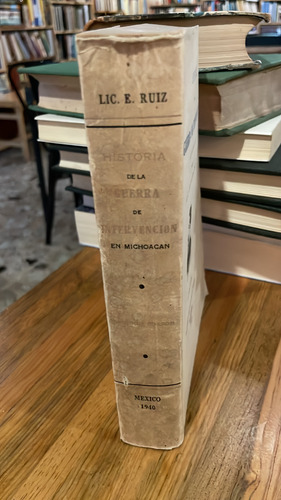 LIC. E. RUIZ
HISTORIA
DE LA
GUERRA
DE
INTERVENCION
EN MICHOACAN
MEXICO
1940